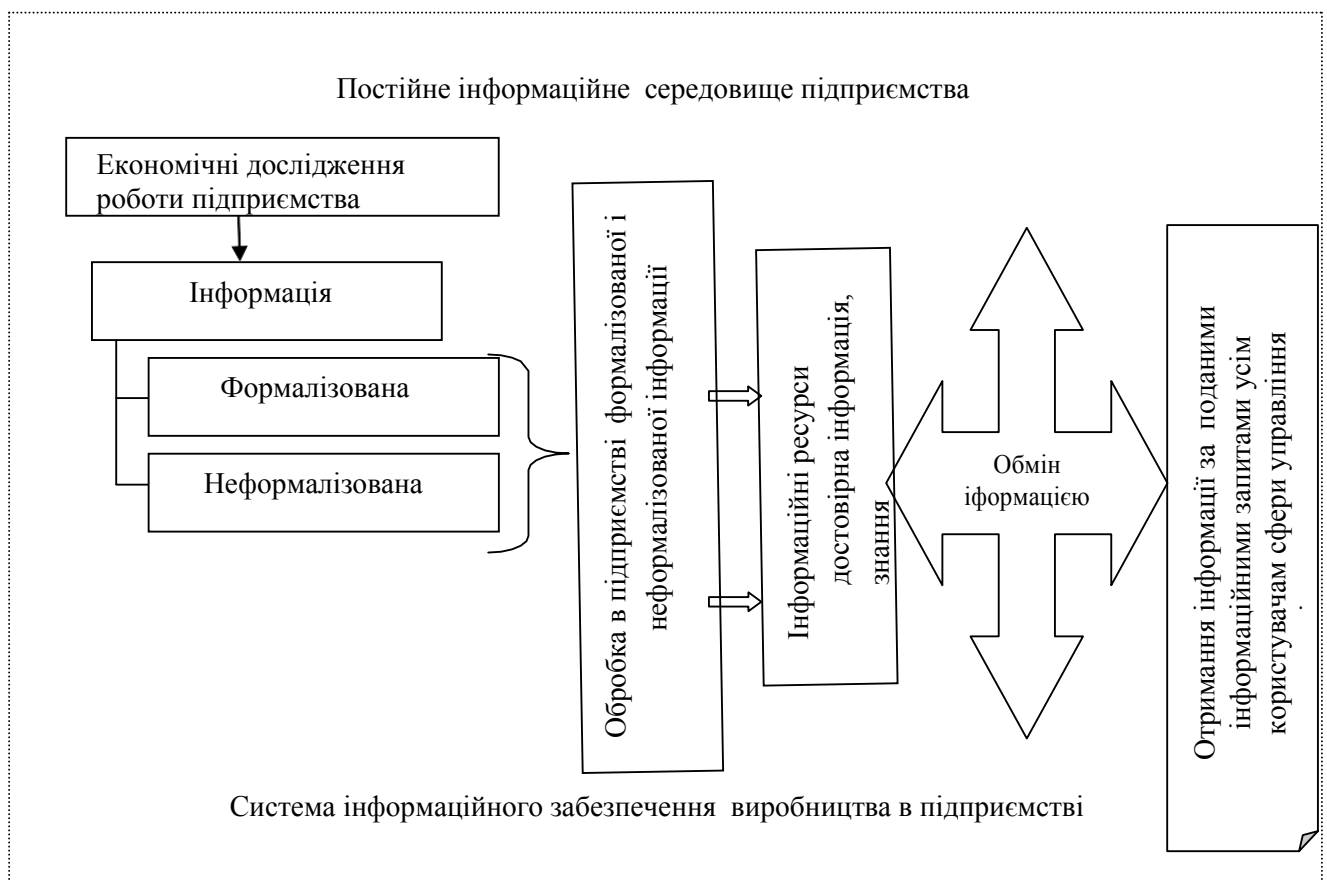 Постійне інформаційне середовище підприємства
Економічні дослідження
роботи підприємства
Інформація
Формалізована
Неформалізована
Обробка в підприємстві формалізованої і
неформалізованої інформації
Інформаційні ресурси
достовірна інформація,
знання
Обмін
іформацією
Отримання інформації за поданими
інформаційними запитами усім
користувачам сфери управління
Система інформаційного забезпечення виробництва в підприємстві